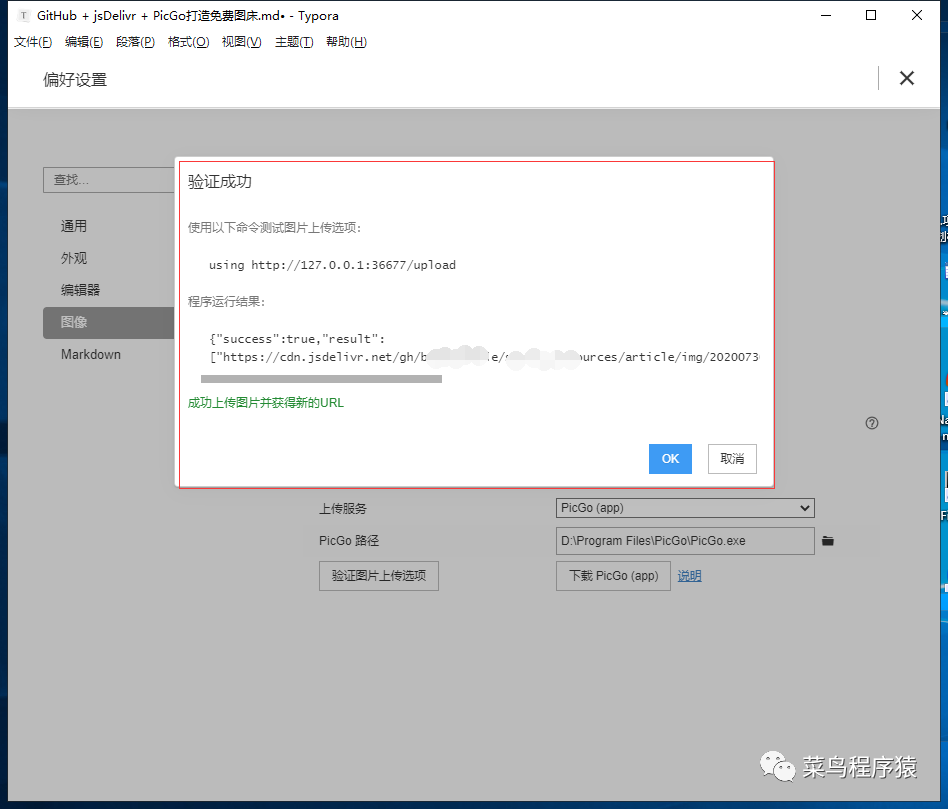 T GitHub + jsDelivr + PicGo打造免费图床.md• - Typora
文件(F) 编辑(E) 段落(P) 格式(O) 视图(V) 主题(T) 帮助(H)
偏好设置
查找...
通用
外观
编辑器
图像
Markdown
验证成功
使用以下命令测试图片上传选项:
using http://127.0.0.1:36677/upload
程序运行结果:
{"success":true,"result":
["https://cdn.jsdelivr.net/gh/b le/ ources/article/img/2020073
成功上传图片并获得新的URL
OK 取消
上传服务 PicGo (app)
PicGo 路径 D:\Program Files\PicGo\PicGo.exe
验证图片上传选项 下载 PicGo (app) 说明
菜鸟程序猿